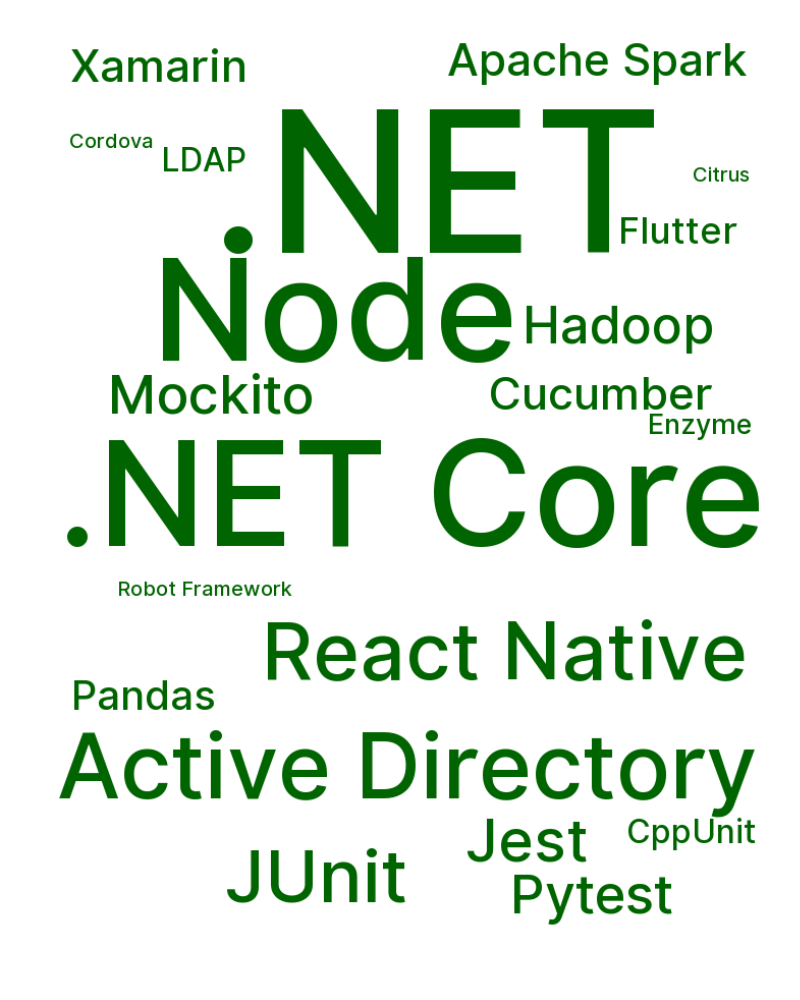 Xamarin
Apache Spark
.NET
Cordova
LDAP
Citrus
Flutter
Node
Hadoop
Mockito
Cucumber
Enzyme
.NET Core
Robot Framework
React Native
Pandas
Active Directory
Jest
CppUnit
JUnit
Pytest